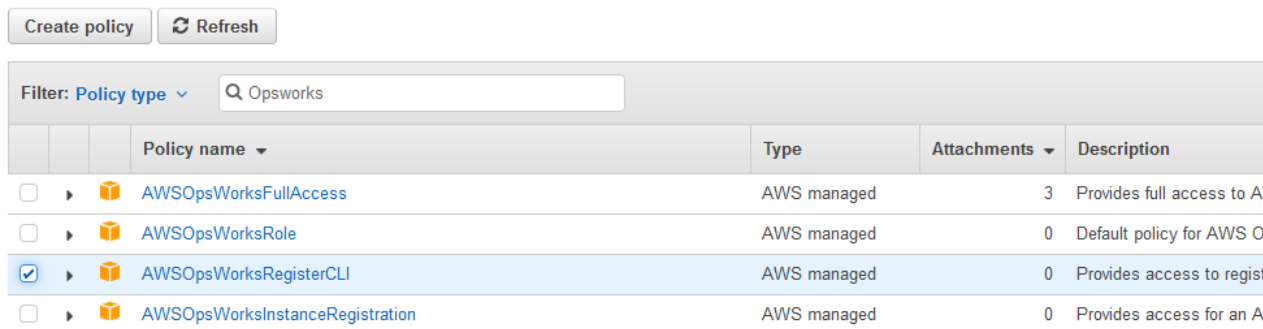 Create policy Refresh
Filter: Policy type Opsworks
Policy name Type Attachments Description
AWSOpsWorksFullAccess AWS managed 3 Provides full access to A
AWSOpsWorksRole AWS managed 0 Default policy for AWS O
AWSOpsWorksRegisterCLI AWS managed 0 Provides access to regist
AWSOpsWorksInstanceRegistration AWS managed 0 Provides access for an A